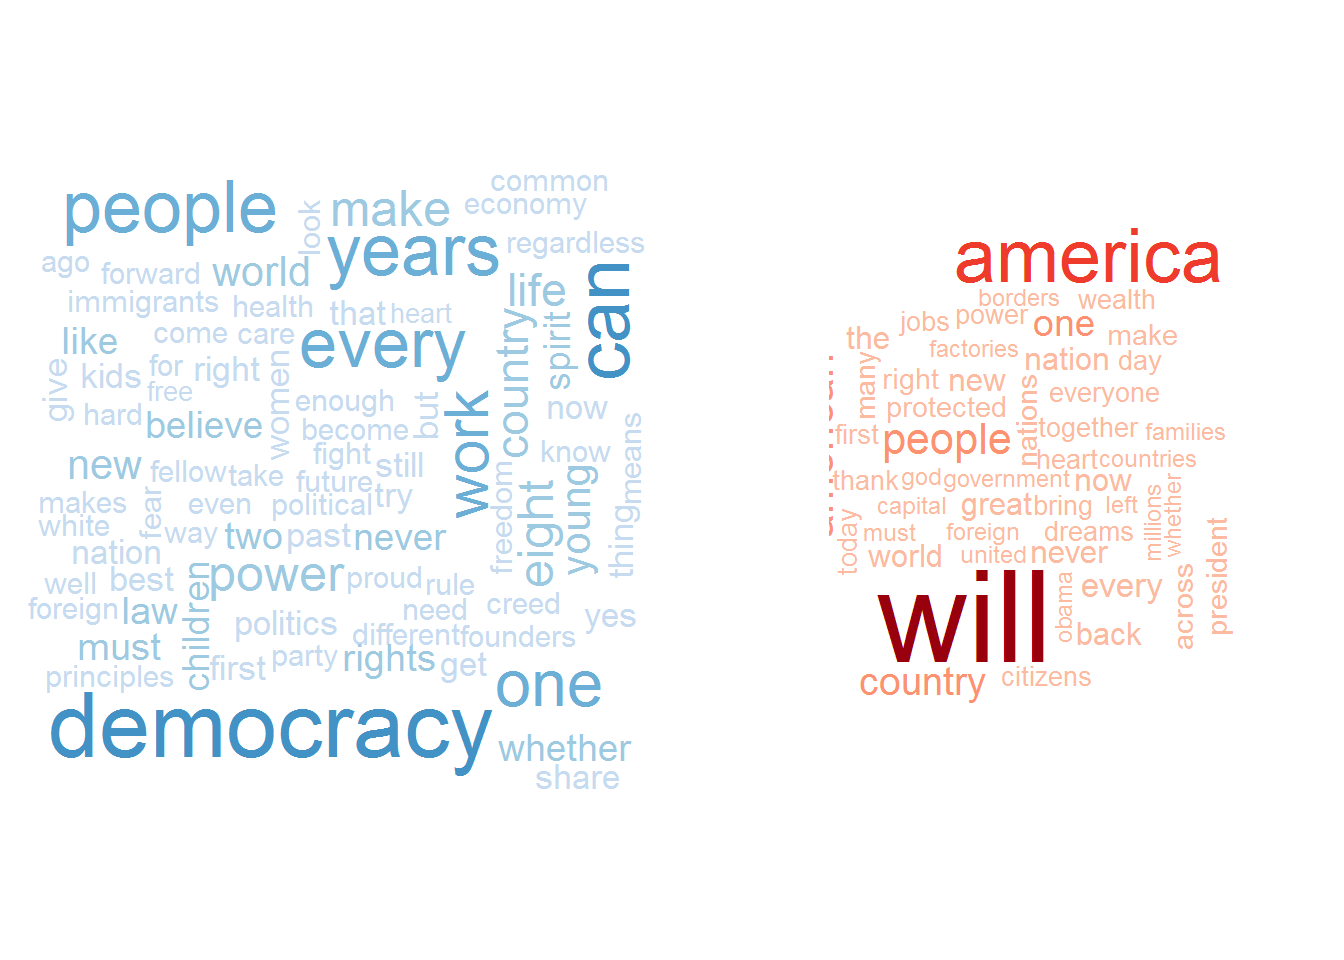 common
people
make
economy
look
years
regardless
ago
forward
world
can
immigrants
health
that
heart
life
like
come
care
every
country
spirit
give
kids
for
right
women
free
hard
believe
enough
become
but
now
work
new
fellow
take
fight
future
still
know
means
makes
fear
even
political
try
freedom
eight
young
thing
white
way
two
past
never
nation
well
best
children
power
proud
rule
foreign
law
need
creed
yes
must
politics
different
founders
principles
first
party
rights
get
one
democracy
whether
share
america
borders
wealth
the
jobs
power
one
make
factories
nation
day
many
right
new
nations
everyone
protected
first
people
together
families
heart
countries
thank
god
government
now
capital
great
bring
left
millions
whether
today
must
foreign
dreams
president
world
united
never
will
obama
every
across
back
country
citizens